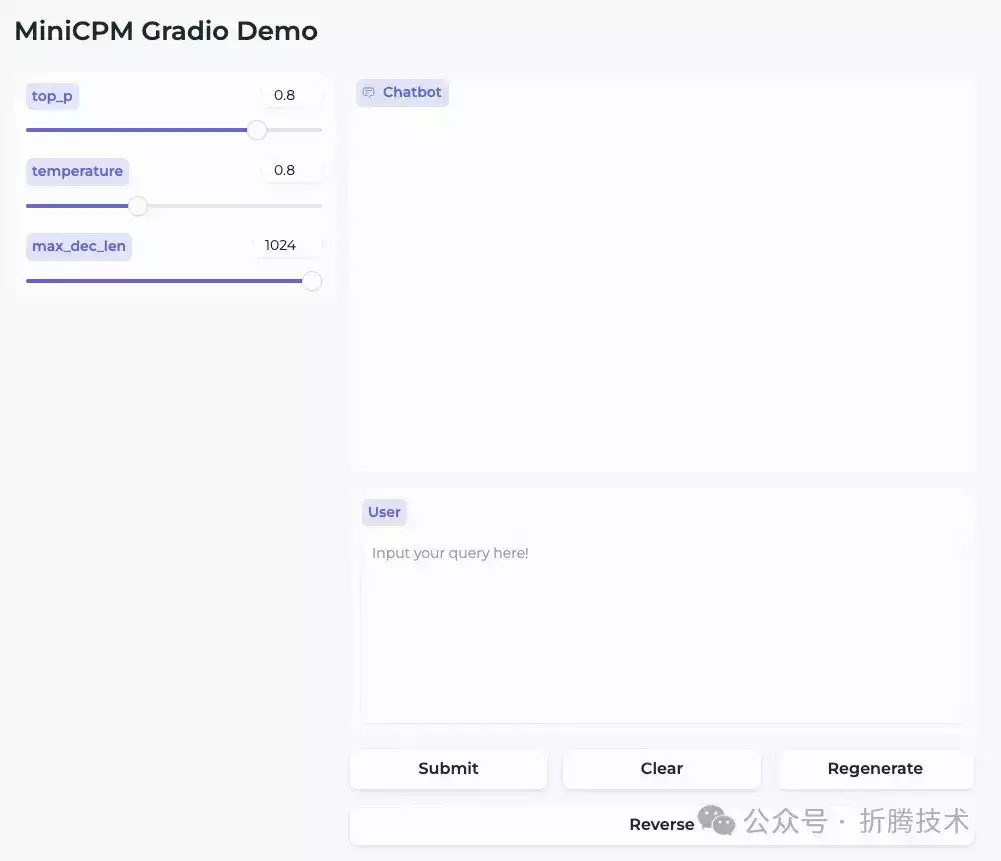 MiniCPM Gradio Demo
top_p 0.8
temperature 0.8
max_dec_len 1024
Chatbot
User
Input your query here!
Submit Clear Regenerate
Reverse
公众号 · 折腾技术